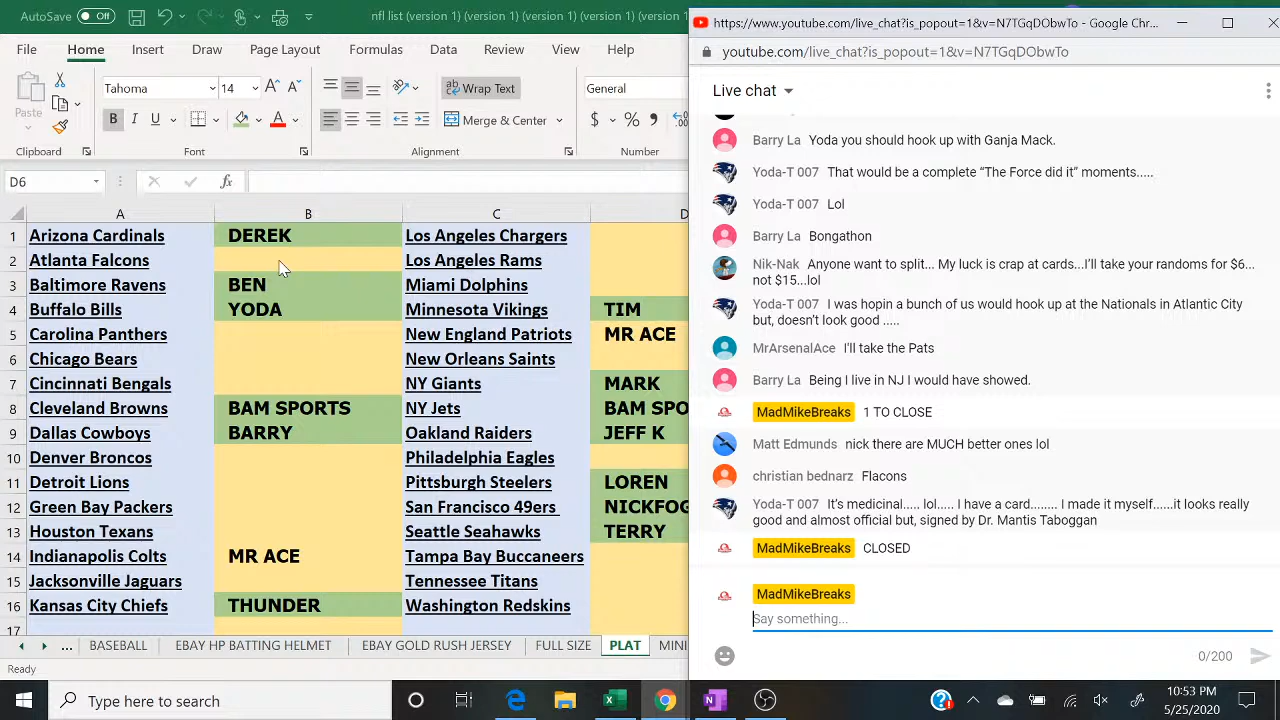 AutoSave Off nfl list (version 1) (version 1) (version 1) (version 1)
File Home Insert Draw Page Layout Formulas Data Review View Help
Paste
Tahoma 14
B I U
A A
ab Wrap Text
Merge & Center
General
$ % 9
Clipboard Font Alignment Number
D6 fx
A B C D
1 Arizona Cardinals DEREK Los Angeles Chargers
2 Atlanta Falcons Los Angeles Rams
3 Baltimore Ravens BEN Miami Dolphins
4 Buffalo Bills YODA Minnesota Vikings TIM
5 Carolina Panthers New England Patriots MR ACE
6 Chicago Bears New Orleans Saints
7 Cincinnati Bengals NY Giants MARK
8 Cleveland Browns BAM SPORTS NY Jets BAM SPO
9 Dallas Cowboys BARRY Oakland Raiders JEFF K
10 Denver Broncos Philadelphia Eagles
11 Detroit Lions Pittsburgh Steelers LOREN
12 Green Bay Packers San Francisco 49ers NICKFOG
13 Houston Texans Seattle Seahawks TERRY
14 Indianapolis Colts MR ACE Tampa Bay Buccaneers
15 Jacksonville Jaguars Tennessee Titans
16 Kansas City Chiefs THUNDER Washington Redskins
17
... BASEBALL EBAY HP BATTING HELMET EBAY GOLD RUSH JERSEY FULL SIZE PLAT MINI
Ready
https://www.youtube.com/live_chat?is_popout=1&v=N7TGqDObwTo - Google Chr...
youtube.com/live_chat?is_popout=1&v=N7TGqDObwTo
Live chat
Barry La Yoda you should hook up with Ganja Mack.
Yoda-T 007 That would be a complete “The Force did it” moments.....
Yoda-T 007 Lol
Barry La Bongathon
Nik-Nak Anyone want to split... My luck is crap at cards...I'll take your randoms for $6...
not $15...lol
Yoda-T 007 I was hopin a bunch of us would hook up at the Nationals in Atlantic City
but, doesn't look good .....
MrArsenalAce I'll take the Pats
Barry La Being I live in NJ I would have showed.
MadMikeBreaks 1 TO CLOSE
Matt Edmunds nick there are MUCH better ones lol
christian bednarz Flacons
Yoda-T 007 It's medicinal..... lol..... I have a card........ I made it myself......it looks really
good and almost official but, signed by Dr. Mantis Taboggan
MadMikeBreaks CLOSED
MadMikeBreaks
Say something...
0/200
Type here to search
10:53 PM
5/25/2020